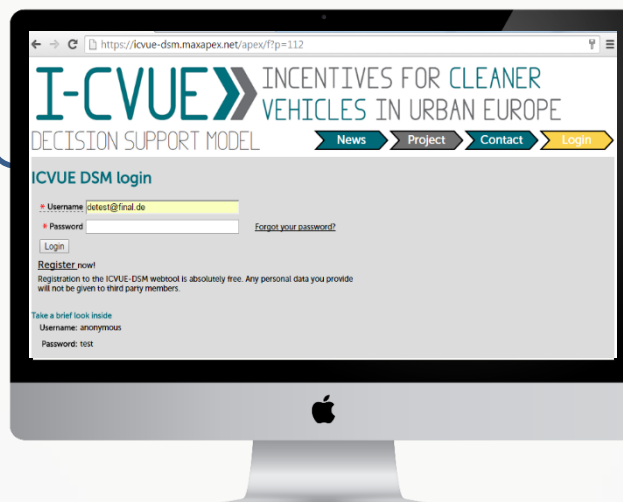 https://icvue-dsm.maxapex.net/apex/f?p=112
I-CVUE INCENTIVES FOR CLEANER
VEHICLES IN URBAN EUROPE
DECISION SUPPORT MODEL
News Project Contact Login
ICVUE DSM login
* Username detest@final.de
* Password Forgot your password?
Login
Register now!
Registration to the ICVUE-DSM webtool is absolutely free. Any personal data you provide
will not be given to third party members.
Take a brief look inside
Username: anonymous
Password: test